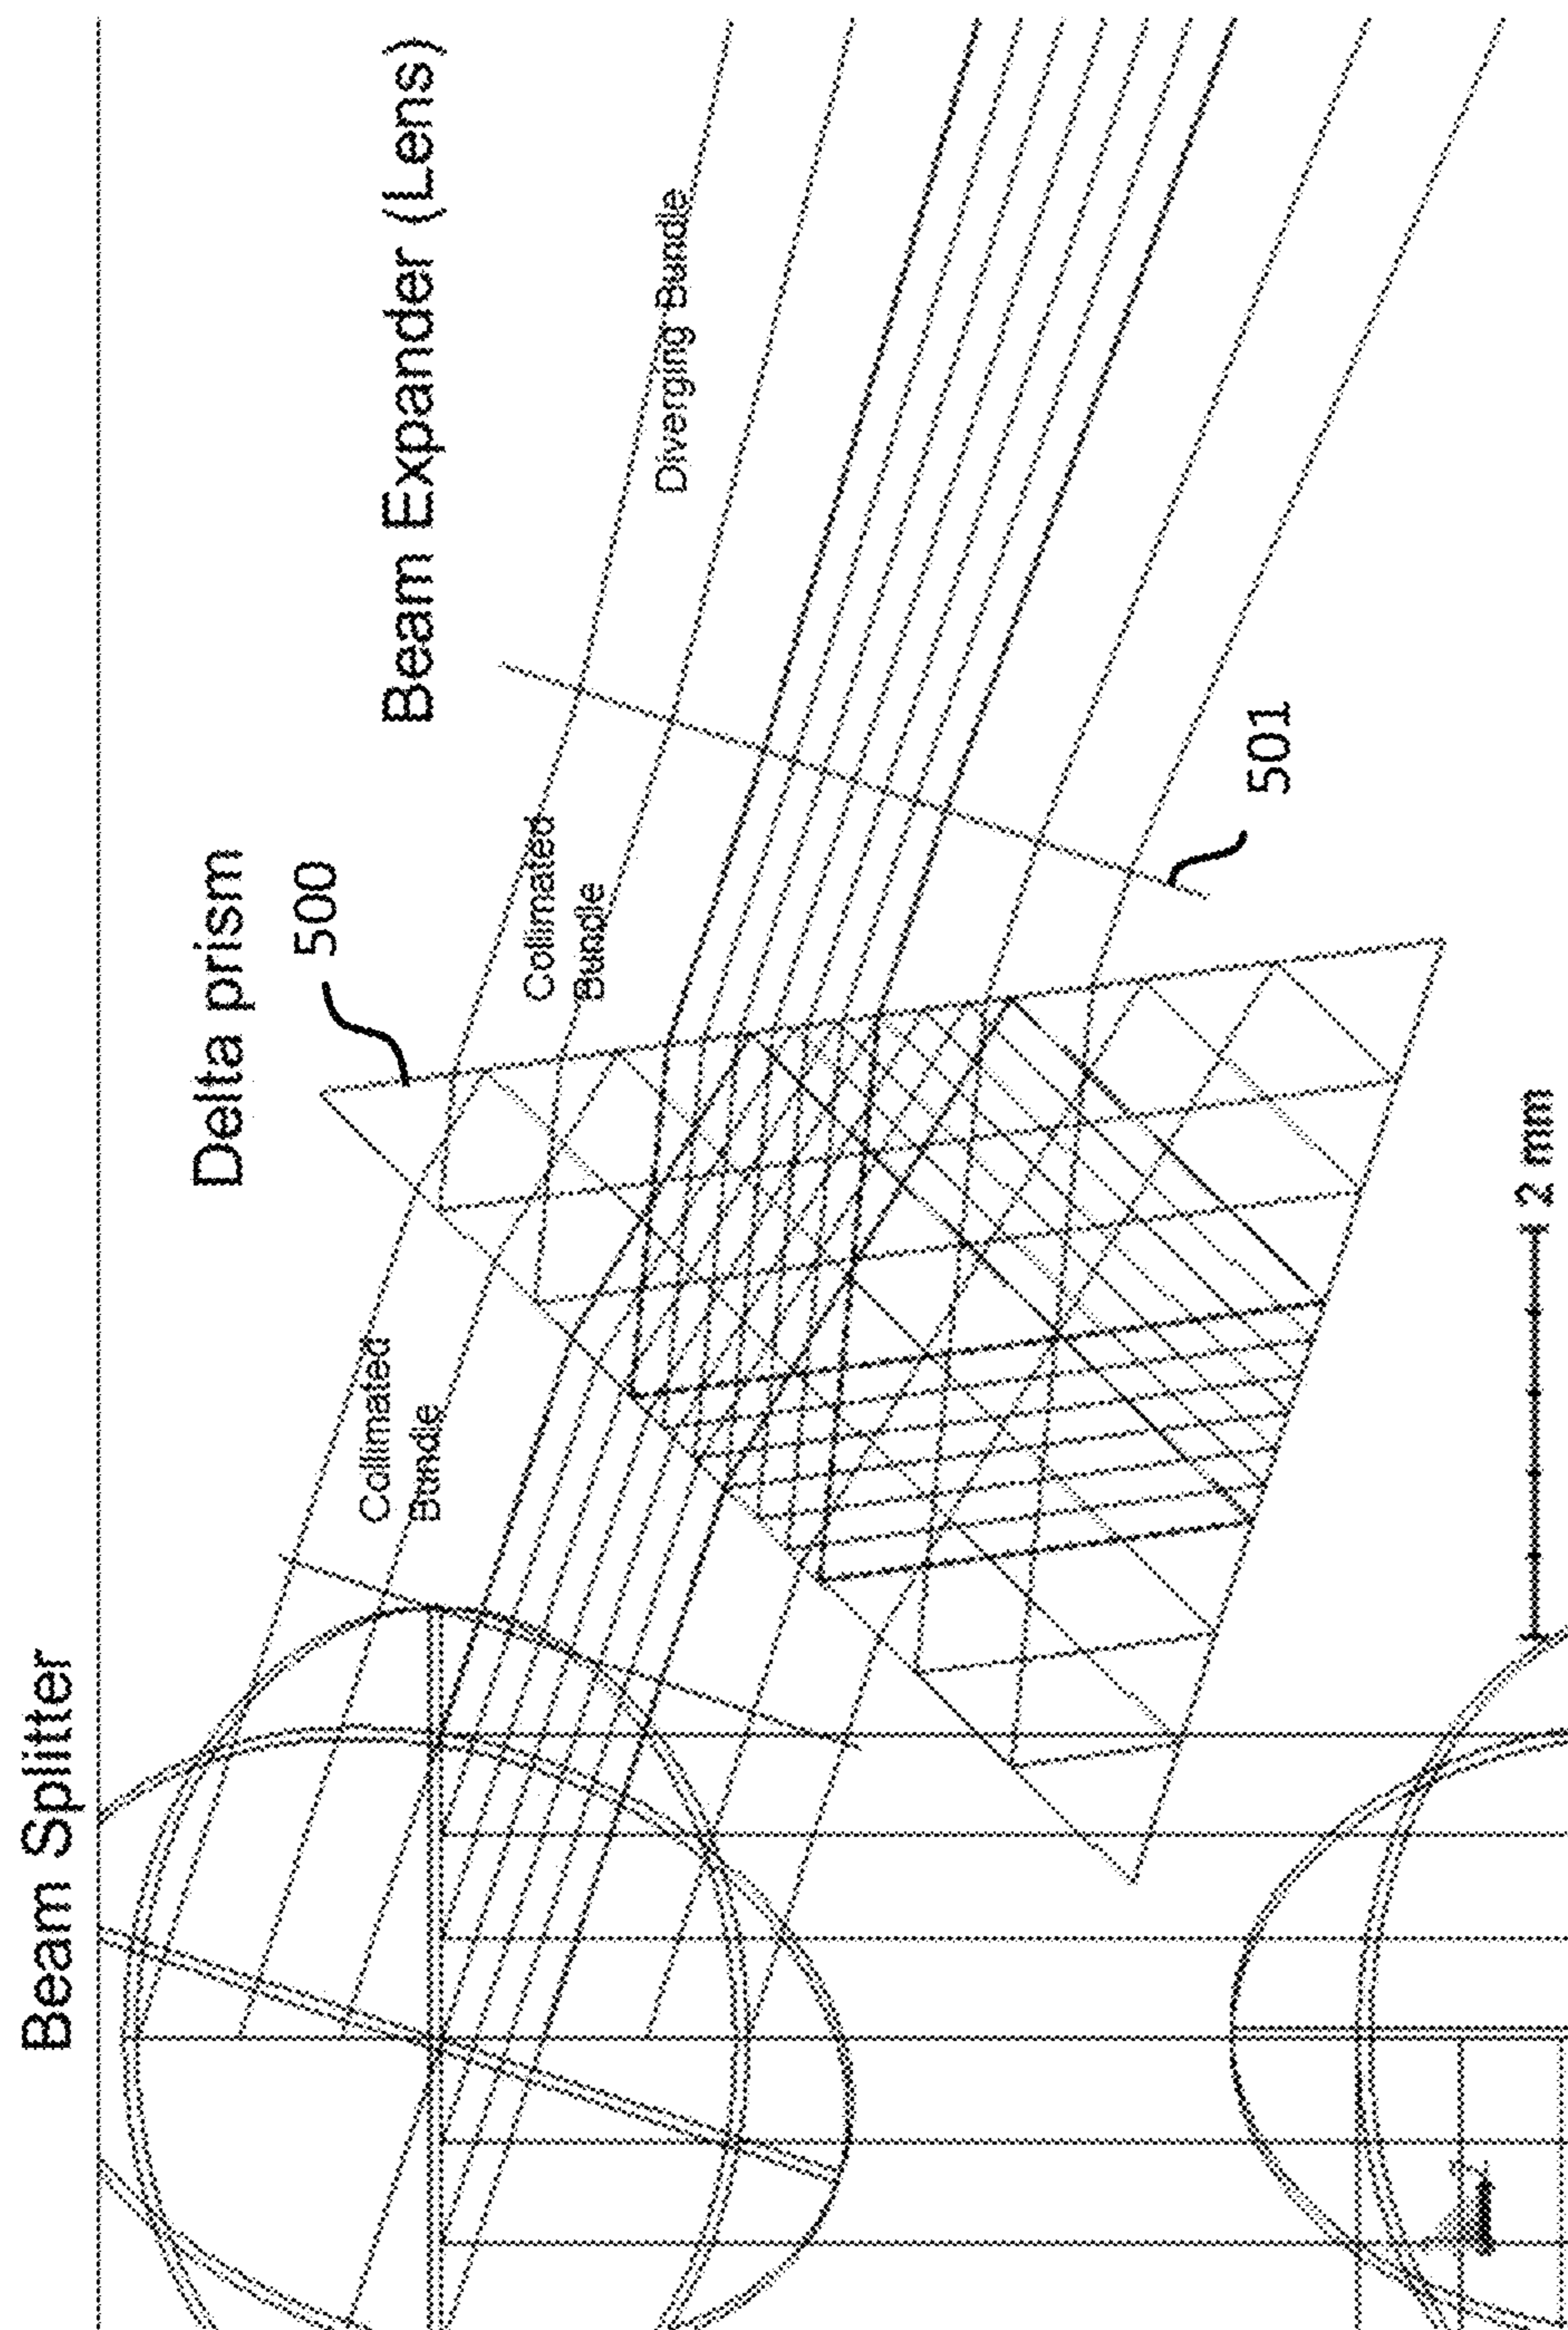 Beam Splitter
Delta prism
500
Beam Expander (Lens)
Collimated
Bundle
Collimated
Bundle
Diverging Bundle
501
2 mm